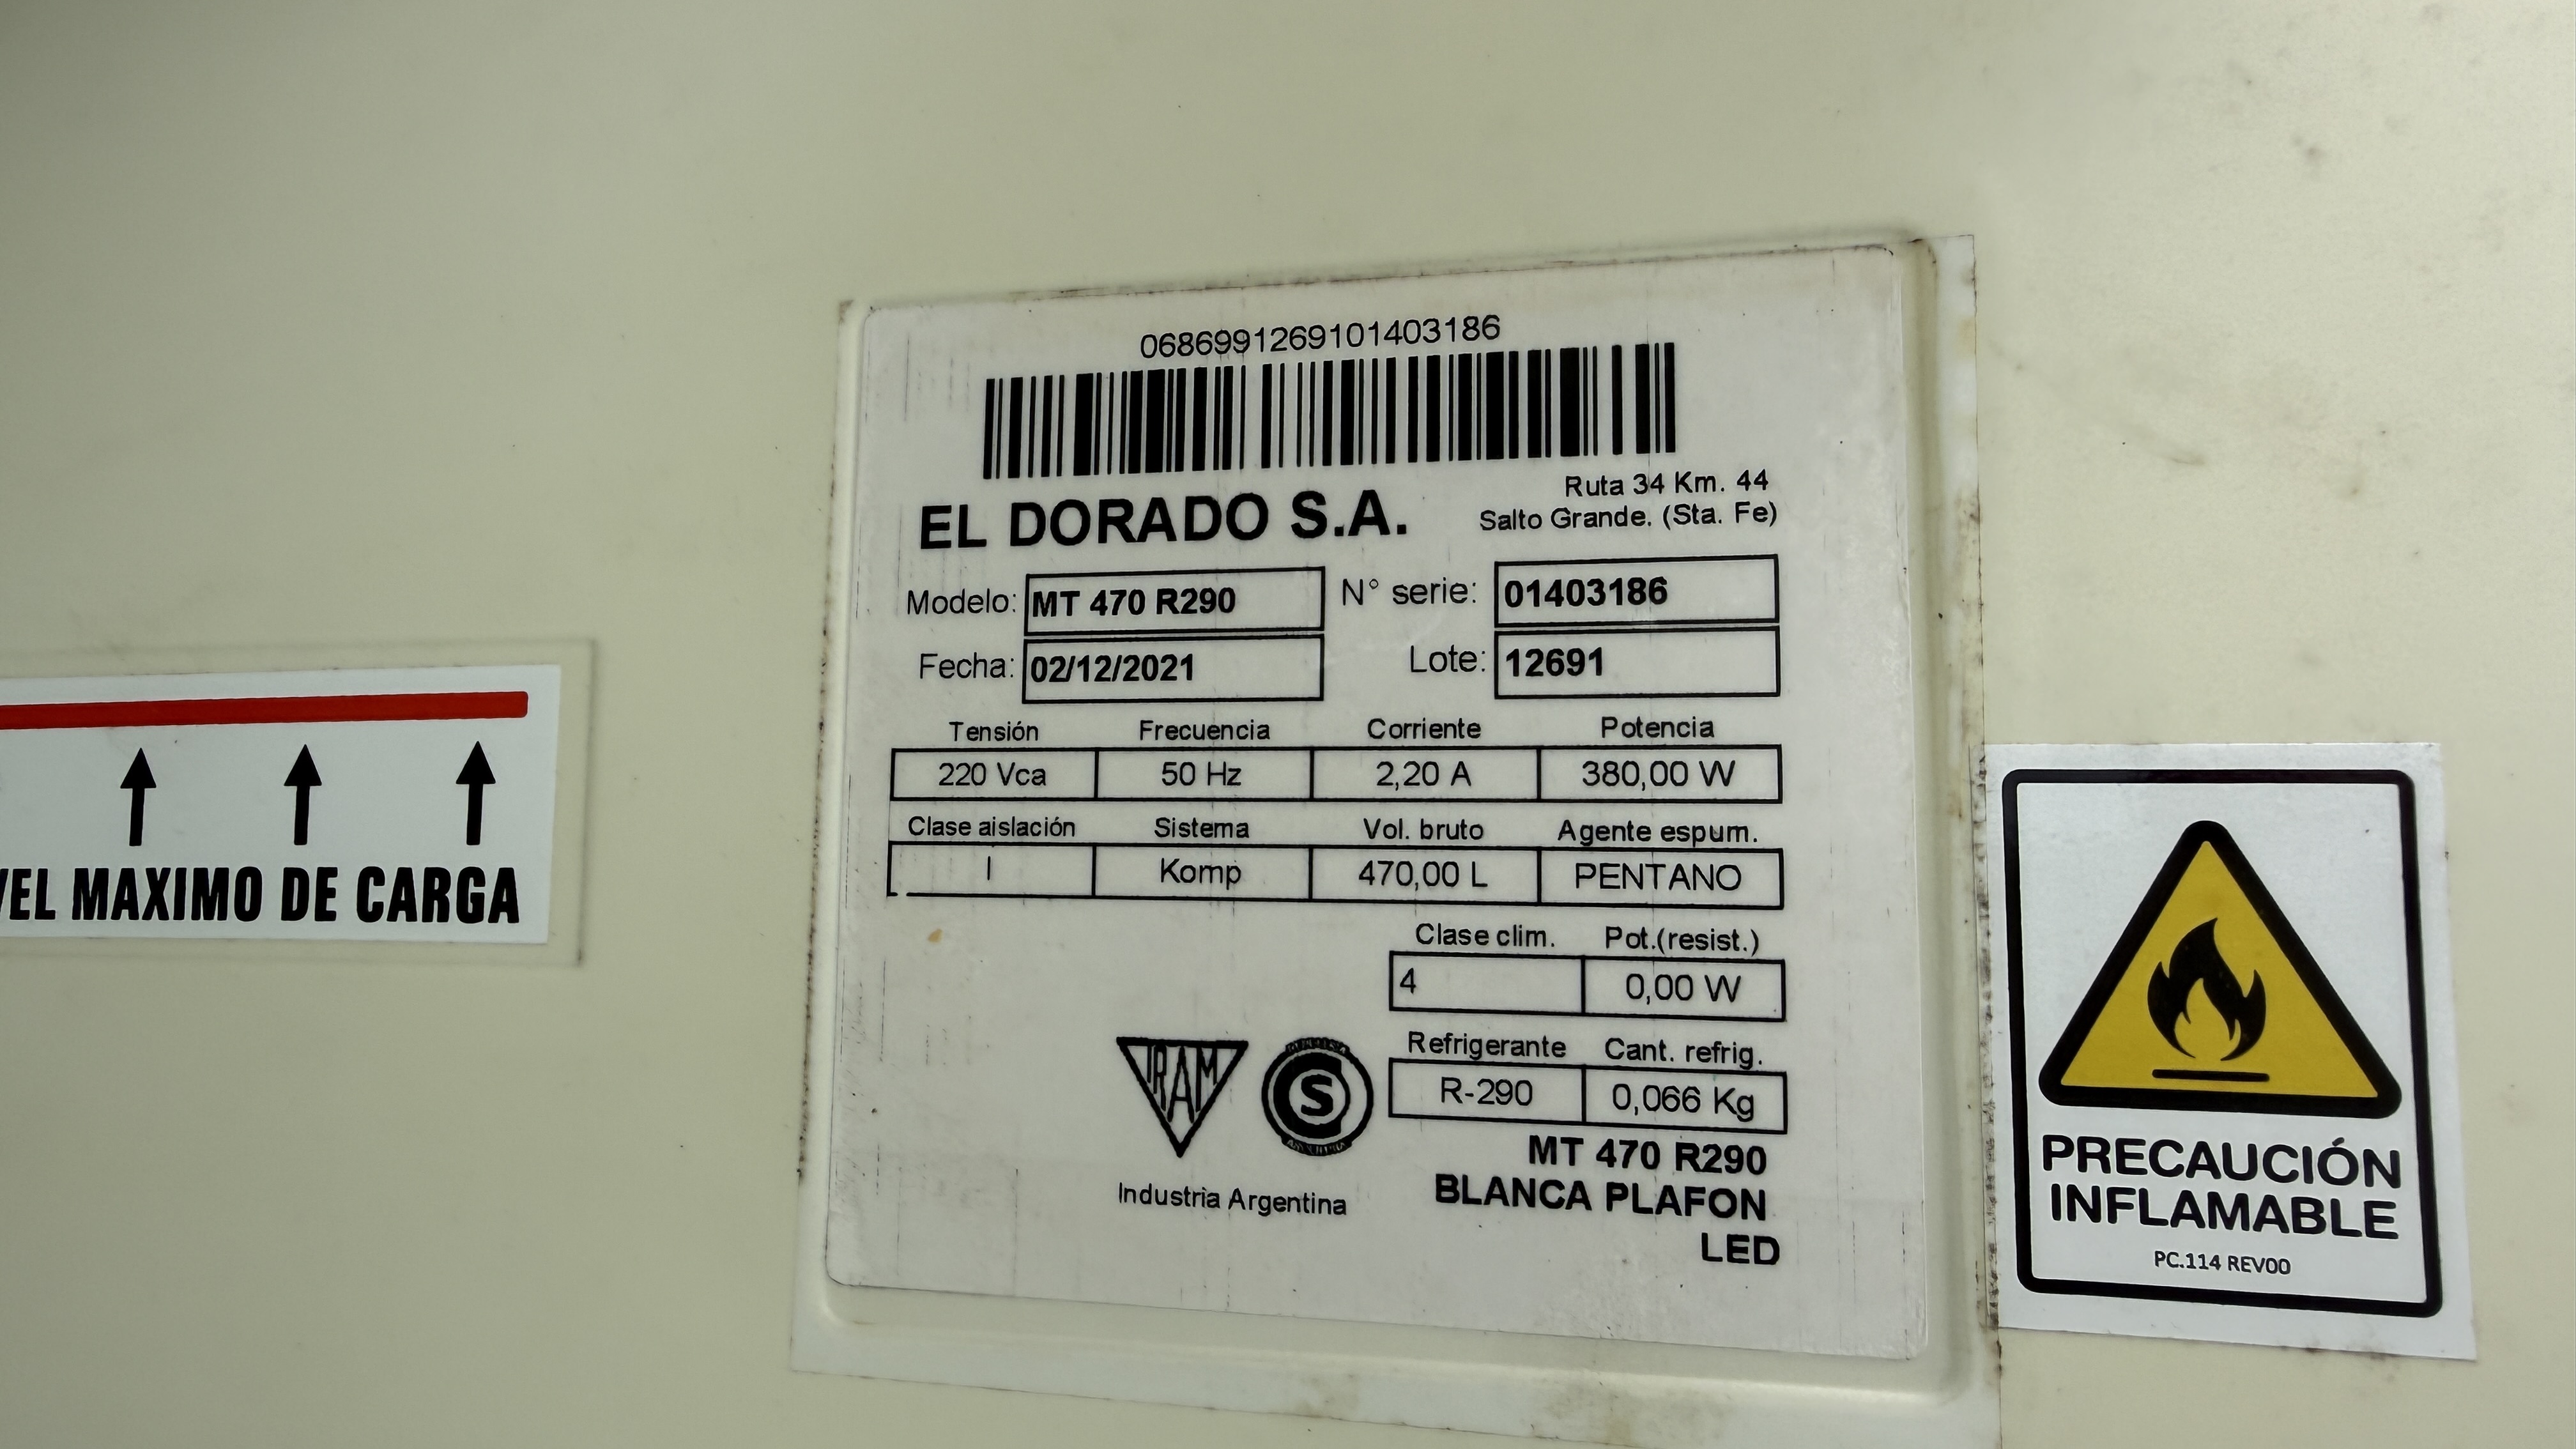 0686991269101403186
EL DORADO S.A.
Ruta 34 Km. 44
Salto Grande. (Sta. Fe)
Modelo: MT 470 R290 N° serie: 01403186
Fecha: 02/12/2021 Lote: 12691
Tensión Frecuencia Corriente Potencia
220 Vca 50 Hz 2,20 A 380,00 W
Clase aislación Sistema Vol. bruto Agente espum.
I Komp 470,00 L PENTANO
Clase clim. Pot.(resist.)
4 0,00 W
Refrigerante Cant. refrig.
R-290 0,066 Kg
IRAM S
Industria Argentina
MT 470 R290
BLANCA PLAFON
LED
VEL MAXIMO DE CARGA
PRECAUCIÓN
INFLAMABLE
PC.114 REV00